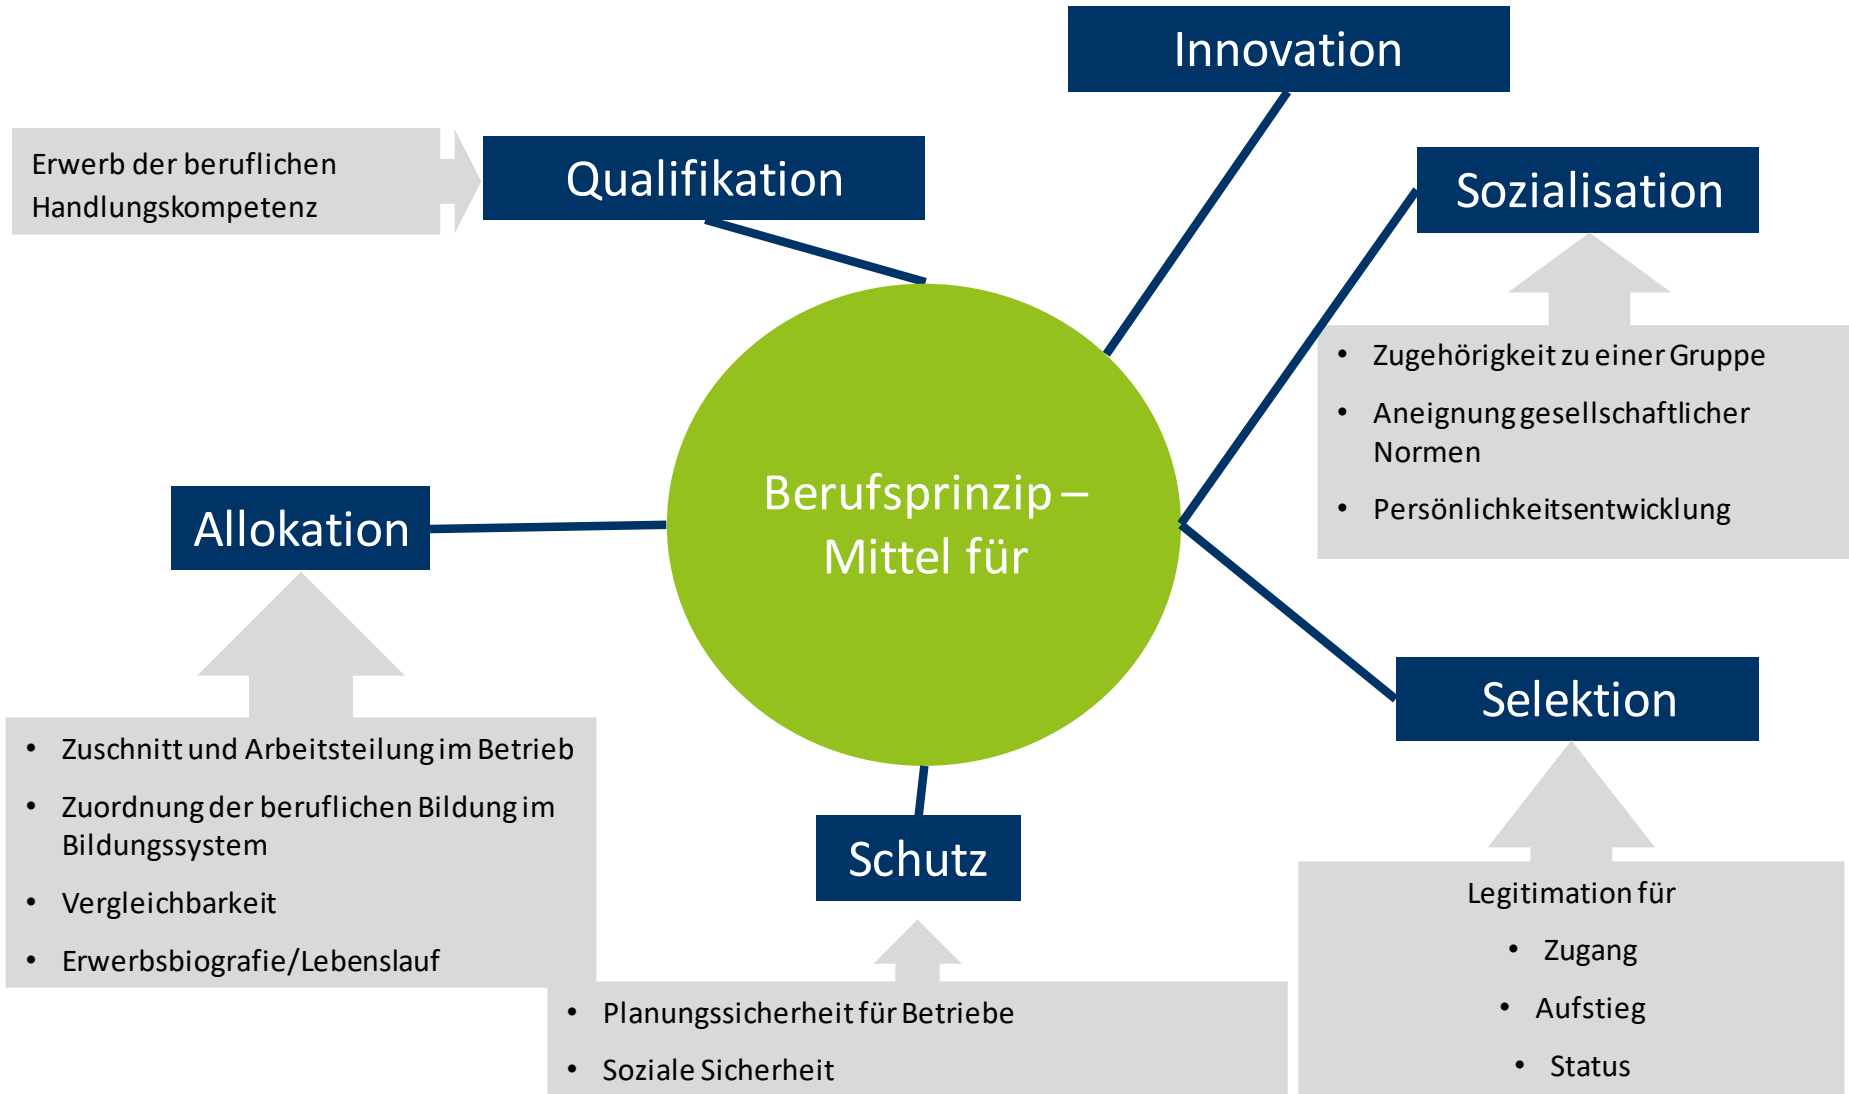 Innovation
Erwerb der beruflichen
Handlungskompetenz
Qualifikation
Sozialisation
• Zugehörigkeit zu einer Gruppe
• Aneignung gesellschaftlicher
Normen
• Persönlichkeitsentwicklung
Berufsprinzip –
Mittel für
Allokation
• Zuschnitt und Arbeitsteilung im Betrieb
• Zuordnung der beruflichen Bildung im
Bildungssystem
• Vergleichbarkeit
• Erwerbsbiografie/Lebenslauf
Selektion
Legitimation für
• Zugang
• Aufstieg
• Status
Schutz
• Planungssicherheit für Betriebe
• Soziale Sicherheit